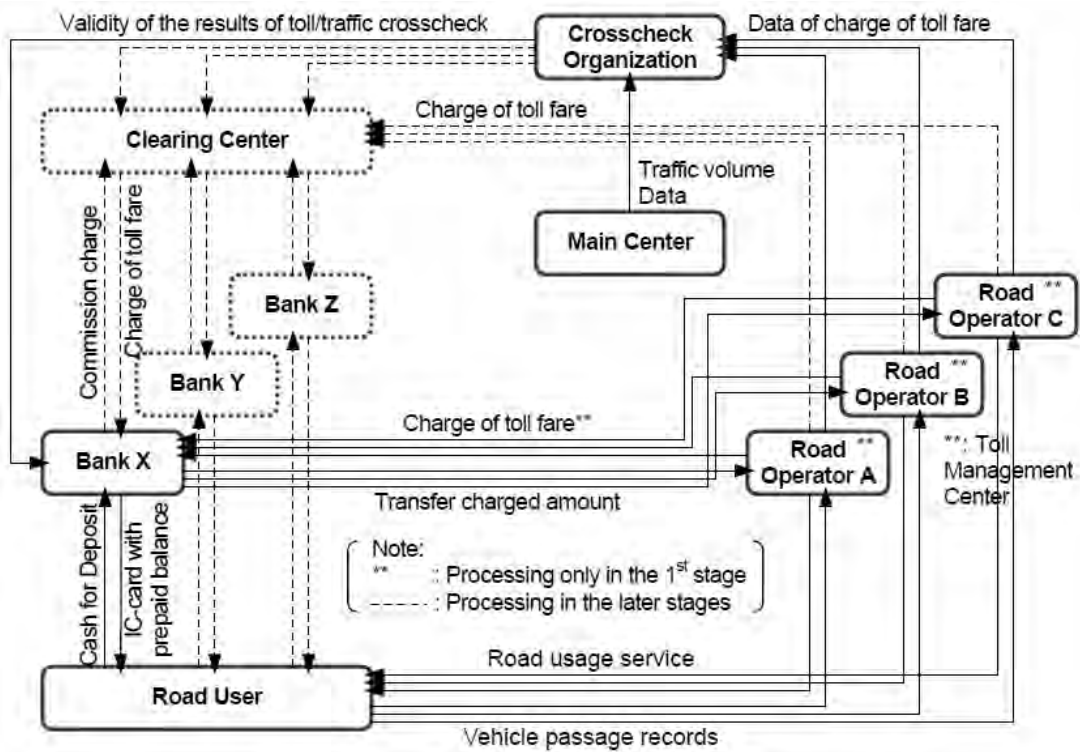 Validity of the results of toll/traffic crosscheck
Crosscheck
Organization
Data of charge of toll fare
Clearing Center
Charge of toll fare
Traffic volume
Data
Main Center
Commission charge
Charge of toll fare
Bank Z
Road **
Operator C
Bank Y
Road **
Operator B
Charge of toll fare**
Bank X
Road **
Operator A
**: Toll
Management
Center
Transfer charged amount
Cash for Deposit
IC-card with
prepaid balance
Note:
** : Processing only in the 1st stage
------ : Processing in the later stages
Road usage service
Road User
Vehicle passage records